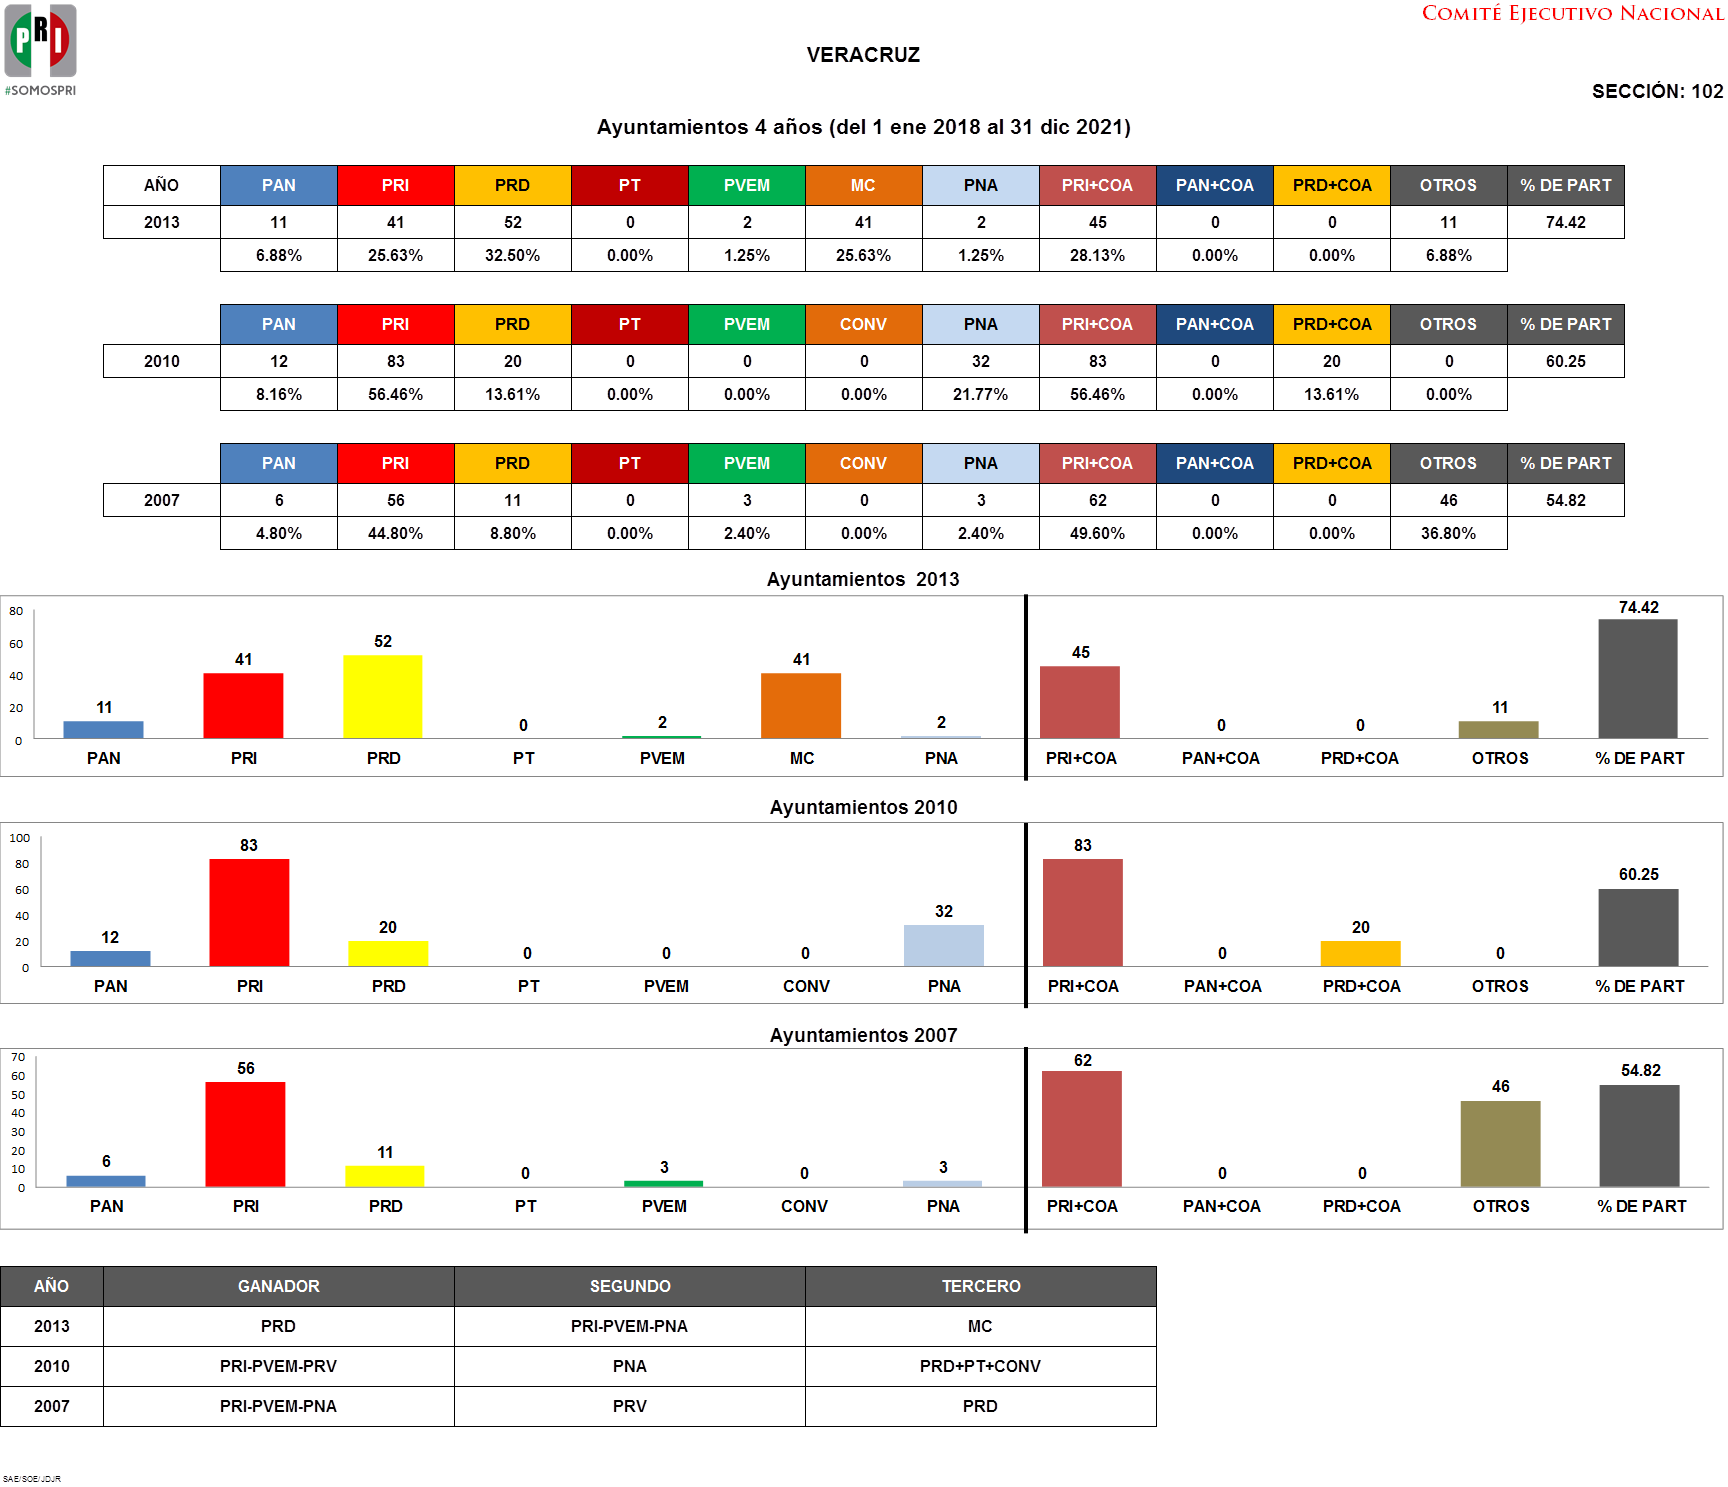 PRI
#SOMOSPRI
COMITÉ EJECUTIVO NACIONAL
VERACRUZ
SECCIÓN: 102
Ayuntamientos 4 años (del 1 ene 2018 al 31 dic 2021)
AÑO PAN PRI PRD PT PVEM MC PNA PRI+COA PAN+COA PRD+COA OTROS % DE PART
2013 11 41 52 0 2 41 2 45 0 0 11 74.42
6.88% 25.63% 32.50% 0.00% 1.25% 25.63% 1.25% 28.13% 0.00% 0.00% 6.88%
PAN PRI PRD PT PVEM CONV PNA PRI+COA PAN+COA PRD+COA OTROS % DE PART
2010 12 83 20 0 0 0 32 83 0 20 0 60.25
8.16% 56.46% 13.61% 0.00% 0.00% 0.00% 21.77% 56.46% 0.00% 13.61% 0.00%
PAN PRI PRD PT PVEM CONV PNA PRI+COA PAN+COA PRD+COA OTROS % DE PART
2007 6 56 11 0 3 0 3 62 0 0 46 54.82
4.80% 44.80% 8.80% 0.00% 2.40% 0.00% 2.40% 49.60% 0.00% 0.00% 36.80%
Ayuntamientos 2013
80
60
40
20
0
11 41 52 0 2 41 2 45 0 0 11 74.42
PAN PRI PRD PT PVEM MC PNA PRI+COA PAN+COA PRD+COA OTROS % DE PART
Ayuntamientos 2010
100
80
60
40
20
0
12 83 20 0 0 0 32 83 0 20 0 60.25
PAN PRI PRD PT PVEM CONV PNA PRI+COA PAN+COA PRD+COA OTROS % DE PART
Ayuntamientos 2007
70
60
50
40
30
20
10
0
6 56 11 0 3 0 3 62 0 0 46 54.82
PAN PRI PRD PT PVEM CONV PNA PRI+COA PAN+COA PRD+COA OTROS % DE PART
AÑO GANADOR SEGUNDO TERCERO
2013 PRD PRI-PVEM-PNA MC
2010 PRI-PVEM-PRV PNA PRD+PT+CONV
2007 PRI-PVEM-PNA PRV PRD
SAE/SOE/JDJR